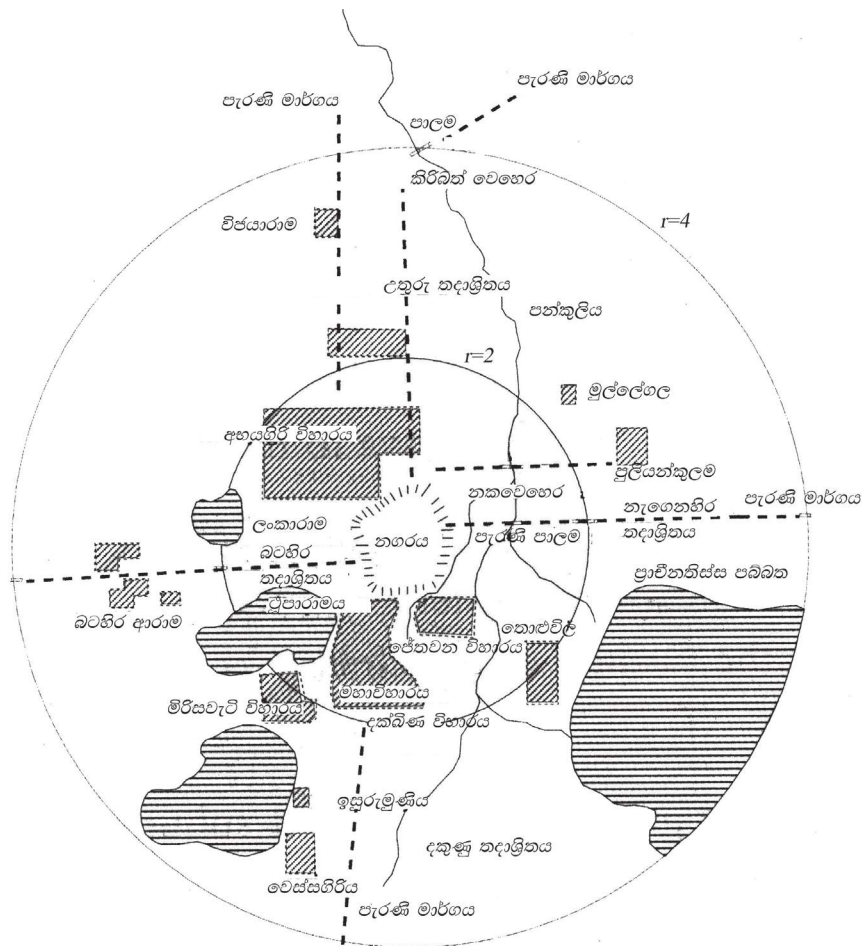 පැරණි මාර්ගය
පැරණි මාර්ගය
පාලම
කිරිබත් වෙහෙර
r=4
විජයාරාම
උතුරු තදාශ්‍රිතය
පන්කුලිය
r=2
මුල්ලේගල
අභයගිරි විහාරය
පුලියන්කුලම
නකවෙහෙර
නැගෙනහිර
තදාශ්‍රිතය
පැරණි මාර්ගය
ලංකාරාම
නගරය
පැරණි පාලම
බටහිර
තදාශ්‍රිතය
ප්‍රාචීනතිස්ස පබ්බත
ථූපාරාමය
බටහිර ආරාම
තොළුවිල
ජේතවන විහාරය
මහාවිහාරය
මිරිසවැටි විහාරය
දක්ඛිණ විහාරය
ඉසුරුමුණිය
දකුණු තදාශ්‍රිතය
වෙස්සගිරිය
පැරණි මාර්ගය